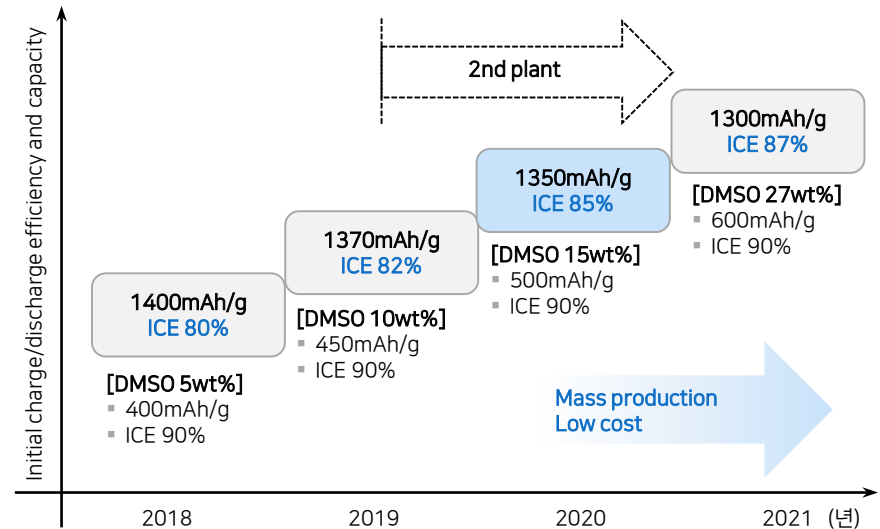 Initial charge/discharge efficiency and capacity
2nd plant
1400mAh/g
ICE 80%
[DMSO 5wt%]
▪ 400mAh/g
▪ ICE 90%
1370mAh/g
ICE 82%
[DMSO 10wt%]
▪ 450mAh/g
▪ ICE 90%
1350mAh/g
ICE 85%
[DMSO 15wt%]
▪ 500mAh/g
▪ ICE 90%
1300mAh/g
ICE 87%
[DMSO 27wt%]
▪ 600mAh/g
▪ ICE 90%
Mass production
Low cost
2018 2019 2020 2021 (년)